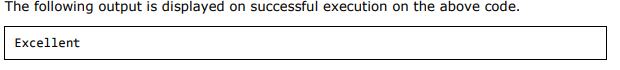 The following output is displayed on successful execution on the above code.
Excellent